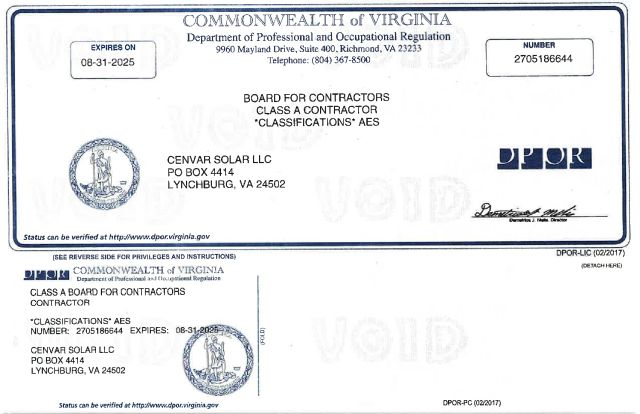 COMMONWEALTH of VIRGINIA
Department of Professional and Occupational Regulation
9960 Mayland Drive, Suite 400, Richmond, VA 23233
Telephone: (804) 367-8500
EXPIRES ON
08-31-2025
NUMBER
2705186644
BOARD FOR CONTRACTORS
CLASS A CONTRACTOR
*CLASSIFICATIONS* AES
CENVAR SOLAR LLC
PO BOX 4414
LYNCHBURG, VA 24502
DPOR
Status can be verified at http://www.dpor.virginia.gov
VOID
(SEE REVERSE SIDE FOR PRIVILEGES AND INSTRUCTIONS)
DPOR-LIC (02/2017)
(DETACH HERE)
DPOR
COMMONWEALTH of VIRGINIA
Department of Professional and Occupational Regulation
CLASS A BOARD FOR CONTRACTORS
CONTRACTOR
*CLASSIFICATIONS* AES
NUMBER: 2705186644 EXPIRES: 08-31-2025
CENVAR SOLAR LLC
PO BOX 4414
LYNCHBURG, VA 24502
(FOLD)
VOID
Status can be verified at http://www.dpor.virginia.gov
DPOR-PC (02/2017)